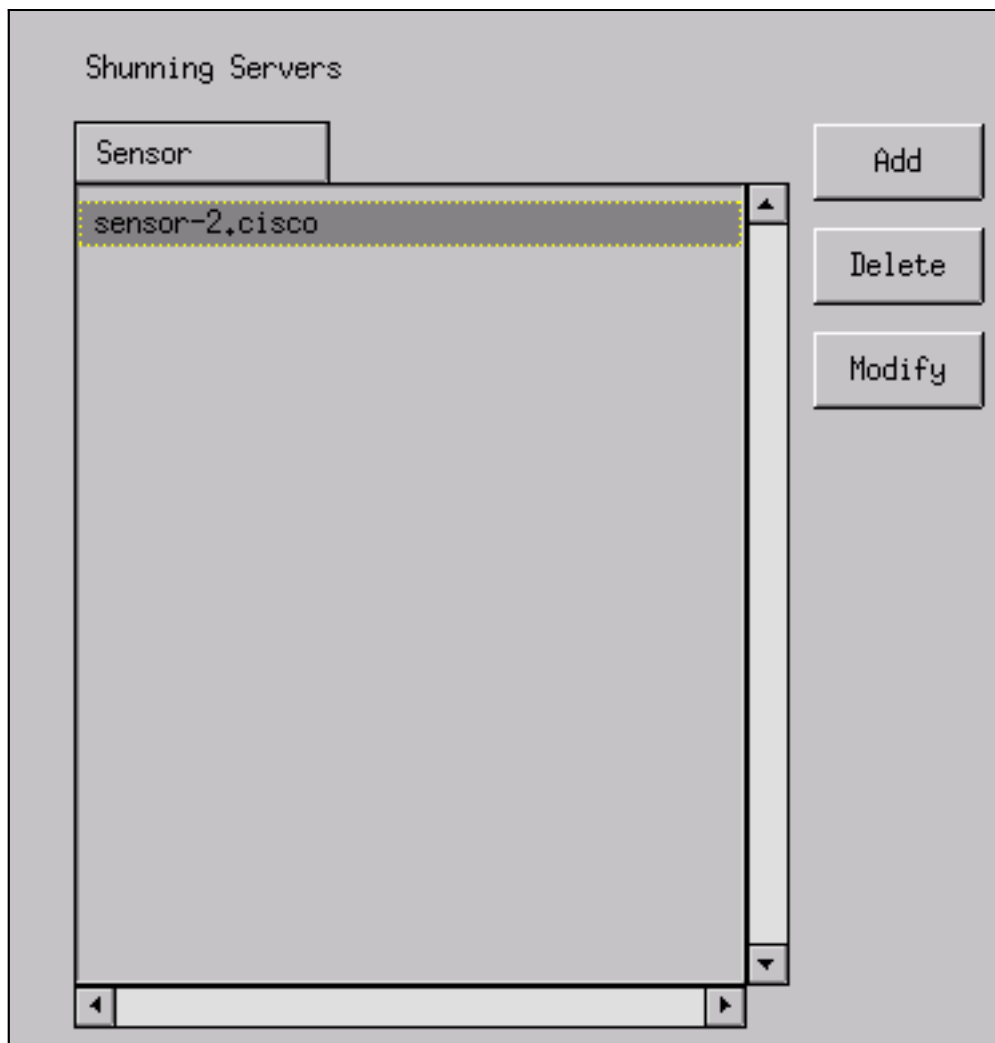 Shunning Servers
Sensor
sensor-2.cisco
Add
Delete
Modify